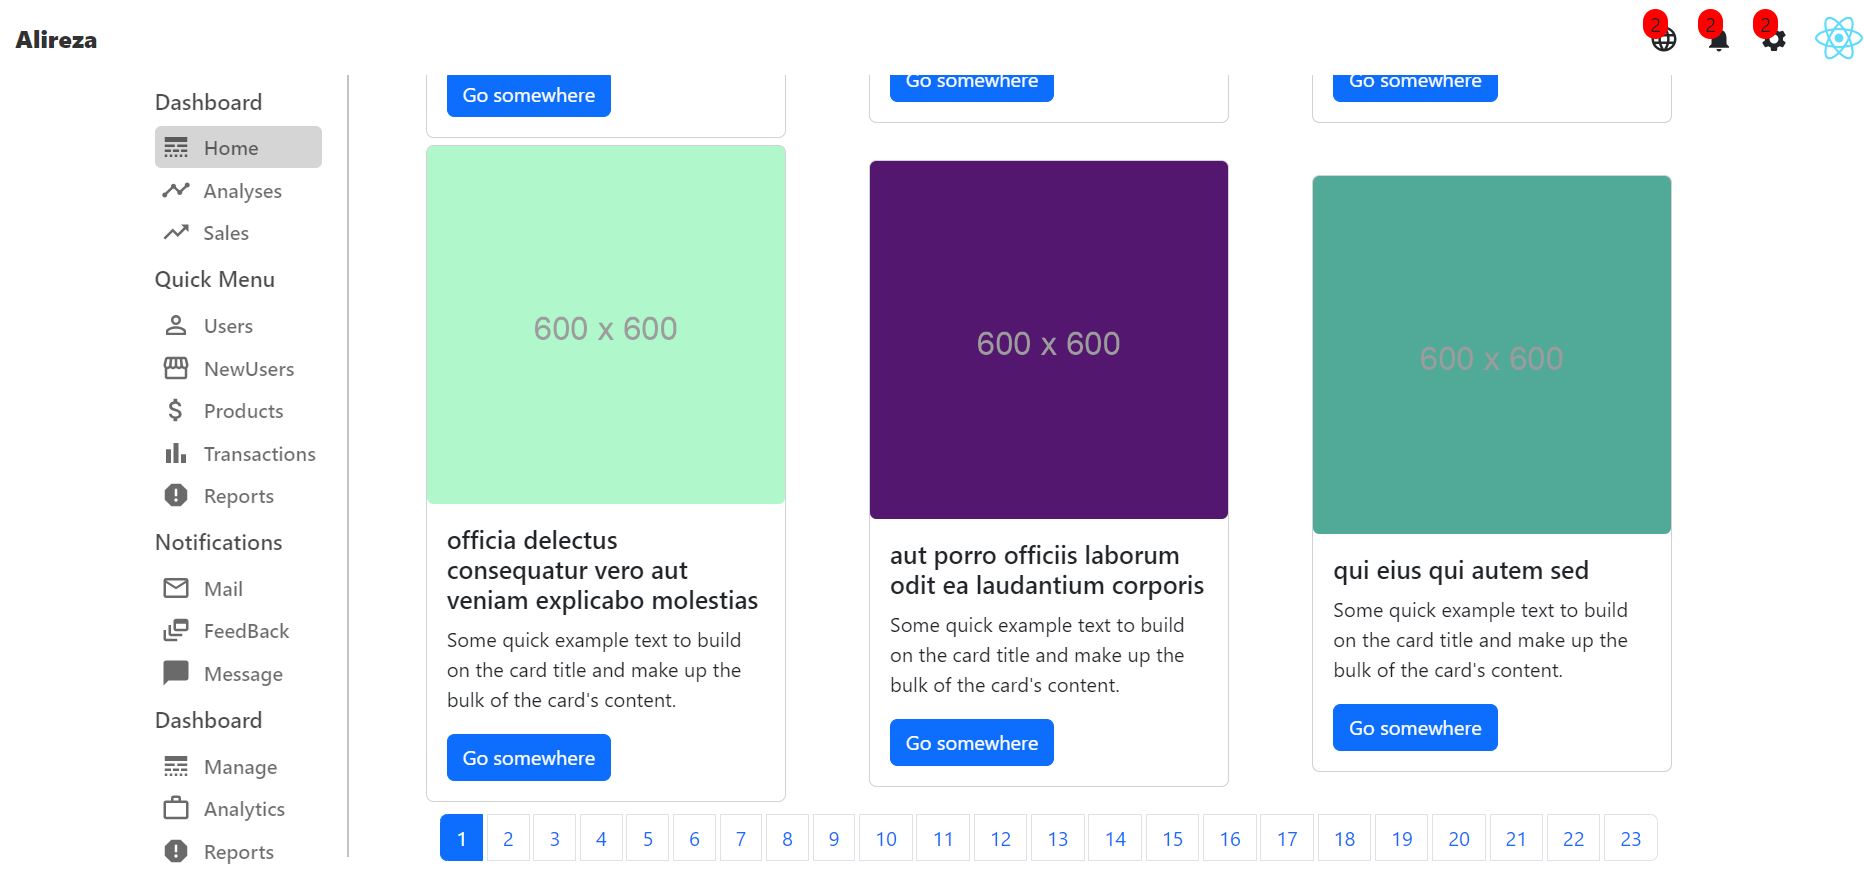 Alireza
2
2
2
Dashboard
Home
Analyses
Sales
Quick Menu
Users
NewUsers
Products
Transactions
Reports
Notifications
Mail
FeedBack
Message
Dashboard
Manage
Analytics
Reports
Go somewhere
Go somewhere
Go somewhere
600 x 600
officia delectus
consequatur vero aut
veniam explicabo molestias
Some quick example text to build
on the card title and make up the
bulk of the card's content.
Go somewhere
600 x 600
aut porro officiis laborum
odit ea laudantium corporis
Some quick example text to build
on the card title and make up the
bulk of the card's content.
Go somewhere
600 x 600
qui eius qui autem sed
Some quick example text to build
on the card title and make up the
bulk of the card's content.
Go somewhere
1 2 3 4 5 6 7 8 9 10 11 12 13 14 15 16 17 18 19 20 21 22 23